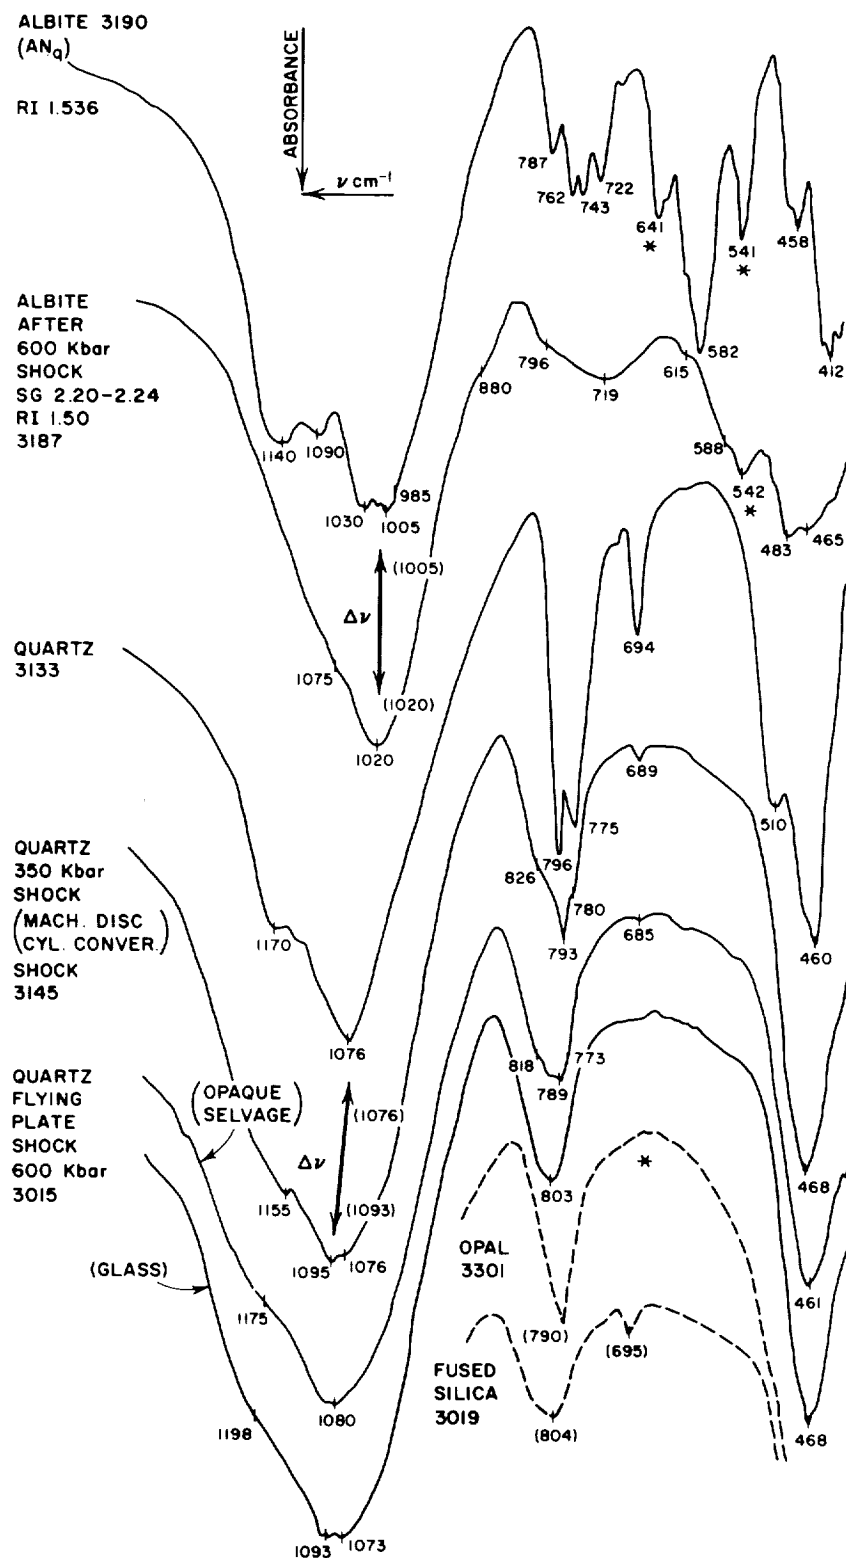 ALBITE 3190
(ANq)
RI 1.536
ABSORBANCE
ν cm⁻¹
787
762
743
722
641
*
582
541
*
458
412
1140
1090
1030
1005
985
ALBITE
AFTER
600 Kbar
SHOCK
SG 2.20-2.24
RI 1.50
3187
880
796
719
615
588
542
*
483
465
(1005)
Δν
(1020)
1075
1020
QUARTZ
3133
694
796
775
510
460
1170
1076
QUARTZ
350 Kbar
SHOCK
(MACH. DISC
CYL. CONVER.)
SHOCK
3145
689
826
780
793
468
(1076)
Δν
(1093)
1155
1095
1076
QUARTZ
FLYING
PLATE
SHOCK
600 Kbar
3015
(OPAQUE
SELVAGE)
685
818
789
773
461
1175
1080
(GLASS)
803
468
1198
1093
1073
OPAL
3301
*
(790)
FUSED
SILICA
3019
(695)
(804)